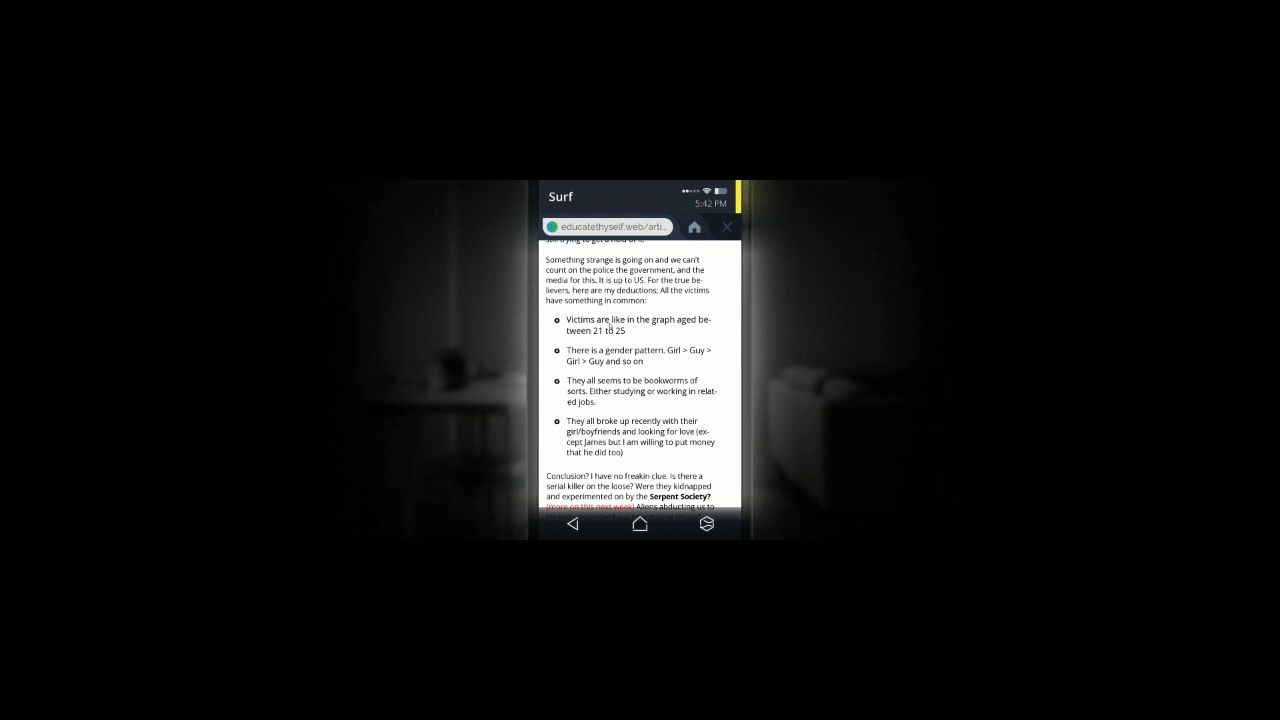 Surf
5:42 PM
educatethyself.web/arti...
still trying to get a hold of it.
Something strange is going on and we can't
count on the police the government, and the
media for this. It is up to US. For the true be-
lievers, here are my deductions; All the victims
have something in common:
o Victims are like in the graph aged be-
tween 21 to 25
o There is a gender pattern. Girl > Guy >
Girl > Guy and so on
o They all seems to be bookworms of
sorts. Either studying or working in relat-
ed jobs.
o They all broke up recently with their
girl/boyfriends and looking for love (ex-
cept James but I am willing to put money
that he did too)
Conclusion? I have no freakin clue. Is there a
serial killer on the loose? Were they kidnapped
and experimented on by the Serpent Society?
(more on this next week) Aliens abducting us to